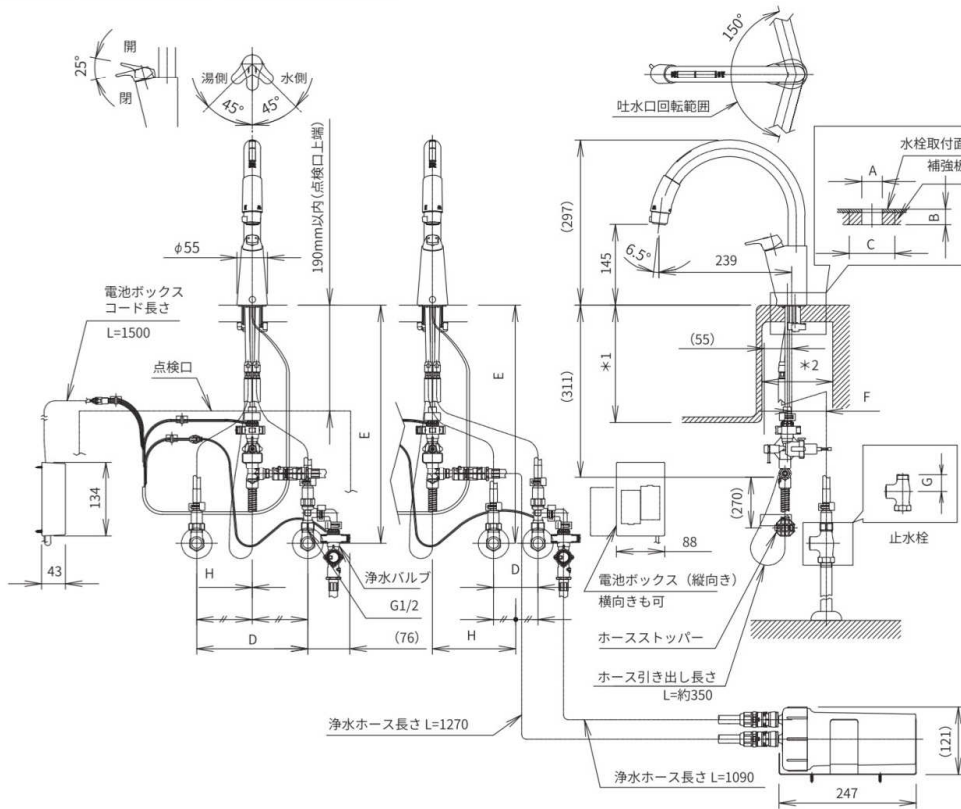 25°
開
閉
湯側
水側
45°
45°
190mm以内(点検口上端)
φ55
電池ボックス
コード長さ
L=1500
点検口
E
134
43
H
D
(76)
浄水バルブ
G1/2
E
D
H
150°
吐水口回転範囲
水栓取付面
補強板
A
B
C
(297)
145
6.5°
239
(311)
*1
(55)
*2
F
(270)
88
G
止水栓
電池ボックス（縦向き）
横向きも可
ホースストッパー
ホース引き出し長さ
L=約350
浄水ホース長さ L=1270
浄水ホース長さ L=1090
(121)
247